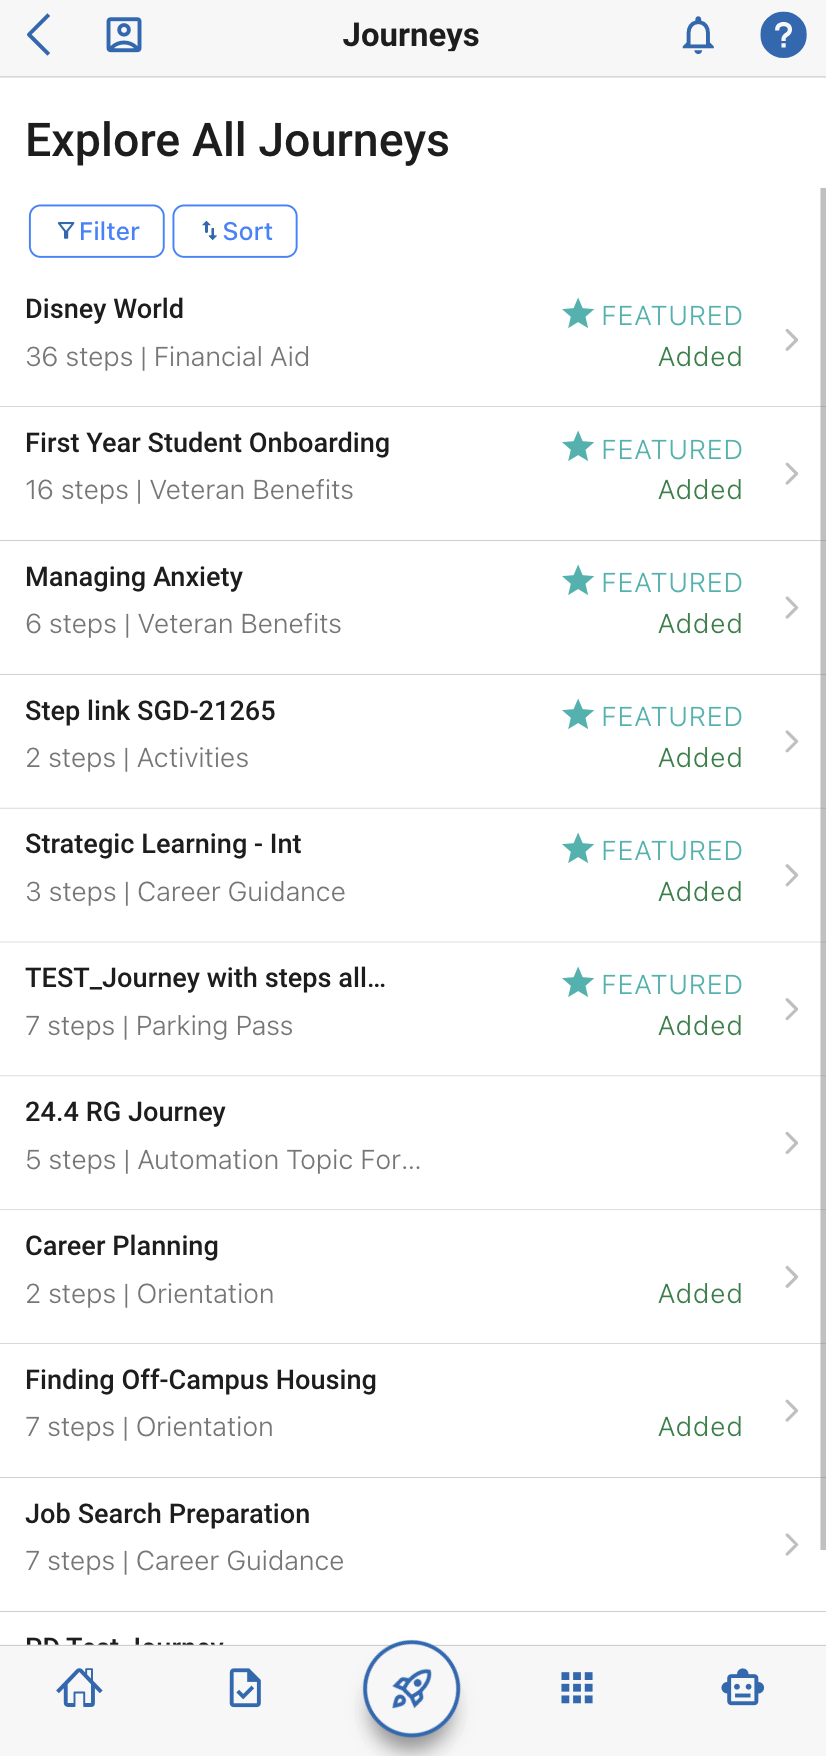 Journeys
?
Explore All Journeys
Filter
Sort
Disney World
FEATURED
36 steps | Financial Aid
Added
First Year Student Onboarding
FEATURED
16 steps | Veteran Benefits
Added
Managing Anxiety
FEATURED
6 steps | Veteran Benefits
Added
Step link SGD-21265
FEATURED
2 steps | Activities
Added
Strategic Learning - Int
FEATURED
3 steps | Career Guidance
Added
TEST_Journey with steps all...
FEATURED
7 steps | Parking Pass
Added
24.4 RG Journey
5 steps | Automation Topic For...
Career Planning
2 steps | Orientation
Added
Finding Off-Campus Housing
7 steps | Orientation
Added
Job Search Preparation
7 steps | Career Guidance
Test Journey